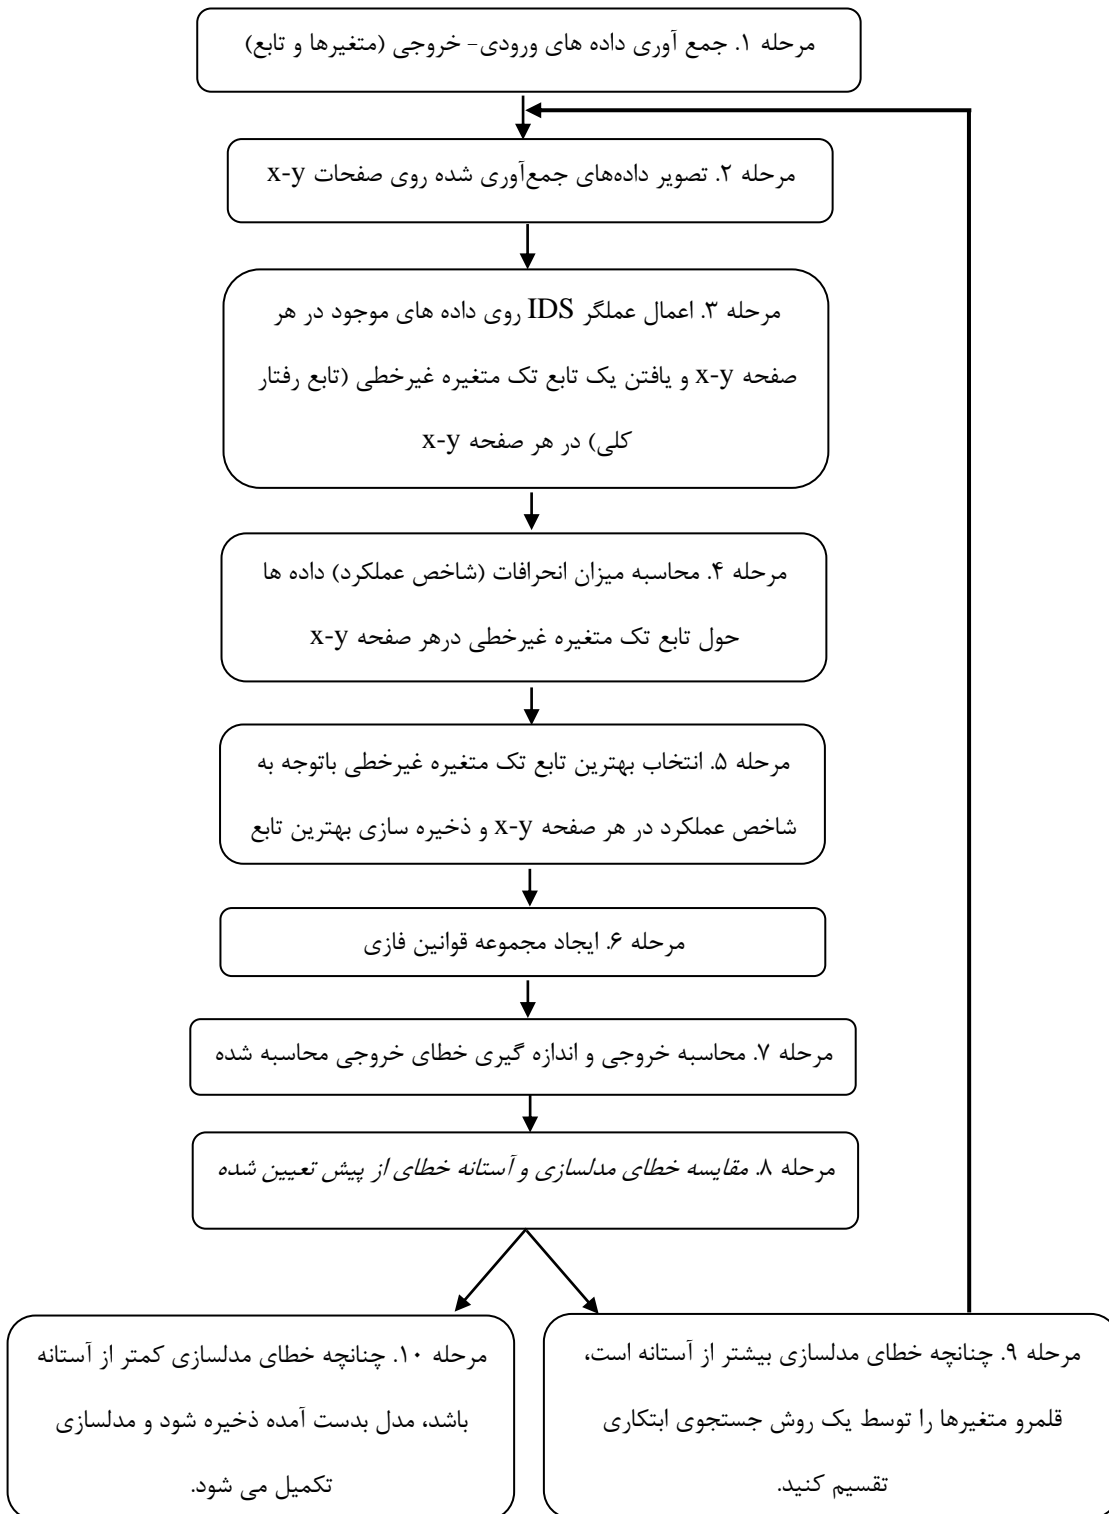 مرحله ۱. جمع آوری داده های ورودی- خروجی (متغیرها و تابع)
مرحله ۲. تصویر داده‌های جمع‌آوری شده روی صفحات x-y
مرحله ۳. اعمال عملگر IDS روی داده های موجود در هر
صفحه x-y و یافتن یک تابع تک متغیره غیرخطی (تابع رفتار
کلی) در هر صفحه x-y
مرحله ۴. محاسبه میزان انحرافات (شاخص عملکرد) داده ها
حول تابع تک متغیره غیرخطی درهر صفحه x-y
مرحله ۵. انتخاب بهترین تابع تک متغیره غیرخطی باتوجه به
شاخص عملکرد در هر صفحه x-y و ذخیره سازی بهترین تابع
مرحله ۶. ایجاد مجموعه قوانین فازی
مرحله ۷. محاسبه خروجی و اندازه گیری خطای خروجی محاسبه شده
مرحله ۸. مقایسه خطای مدلسازی و آستانه خطای از پیش تعیین شده
مرحله ۹. چنانچه خطای مدلسازی بیشتر از آستانه است،
قلمرو متغیرها را توسط یک روش جستجوی ابتکاری
تقسیم کنید.
مرحله ۱۰. چنانچه خطای مدلسازی کمتر از آستانه
باشد، مدل بدست آمده ذخیره شود و مدلسازی
تکمیل می شود.